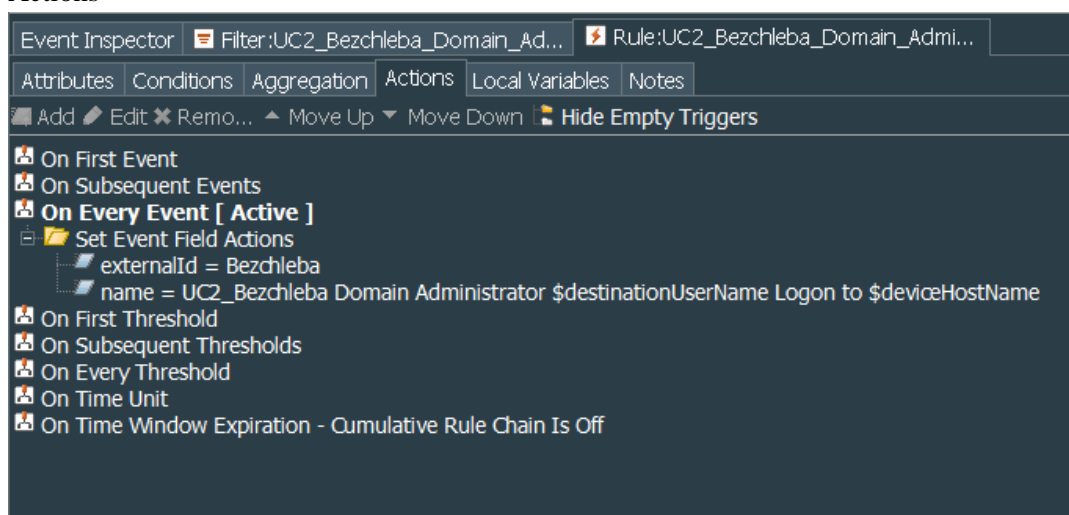 Event Inspector Filter:UC2_Bezchleba_Domain_Ad... Rule:UC2_Bezchleba_Domain_Admi...
Attributes Conditions Aggregation Actions Local Variables Notes
Add Edit Remo... Move Up Move Down Hide Empty Triggers
On First Event
On Subsequent Events
On Every Event [ Active ]
Set Event Field Actions
externalId = Bezchleba
name = UC2_Bezchleba Domain Administrator $destinationUserName Logon to $deviceHostName
On First Threshold
On Subsequent Thresholds
On Every Threshold
On Time Unit
On Time Window Expiration - Cumulative Rule Chain Is Off